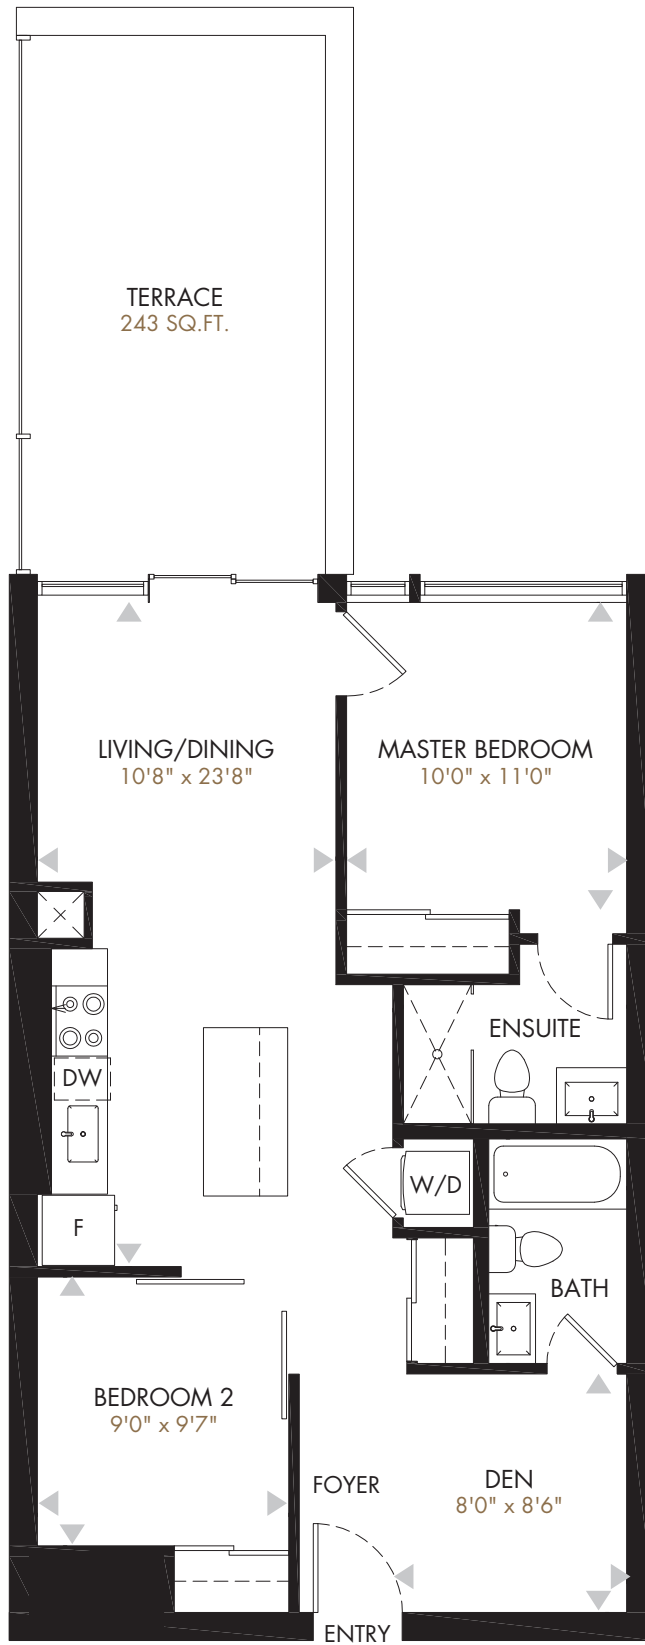 TERRACE
243 SQ.FT.
LIVING/DINING
10'8" x 23'8"
MASTER BEDROOM
10'0" x 11'0"
ENSUITE
DW
W/D
F
BATH
BEDROOM 2
9'0" x 9'7"
FOYER
DEN
8'0" x 8'6"
ENTRY